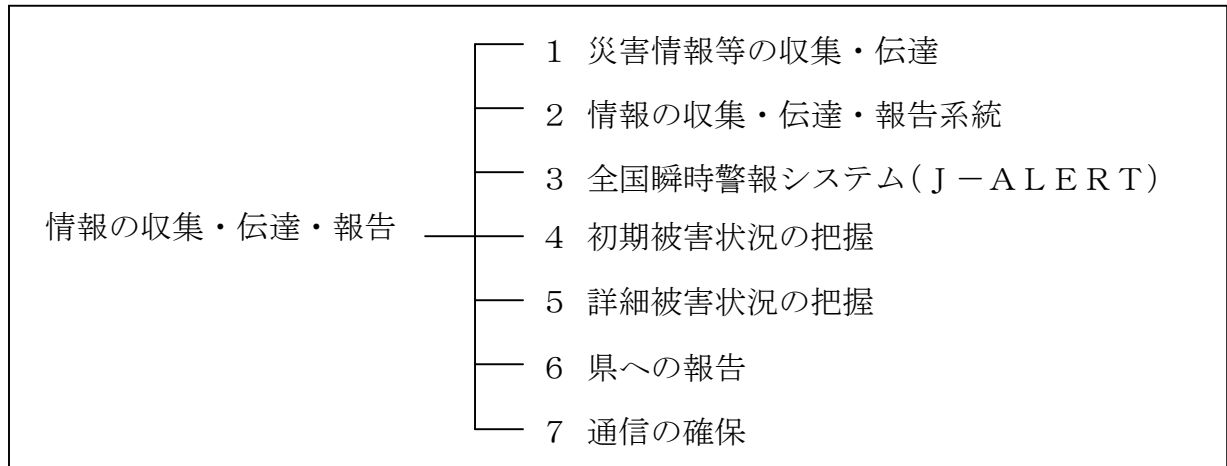 情報の収集・伝達・報告
１ 災害情報等の収集・伝達
２ 情報の収集・伝達・報告系統
３ 全国瞬時警報システム(Ｊ－ＡＬＥＲＴ)
４ 初期被害状況の把握
５ 詳細被害状況の把握
６ 県への報告
７ 通信の確保